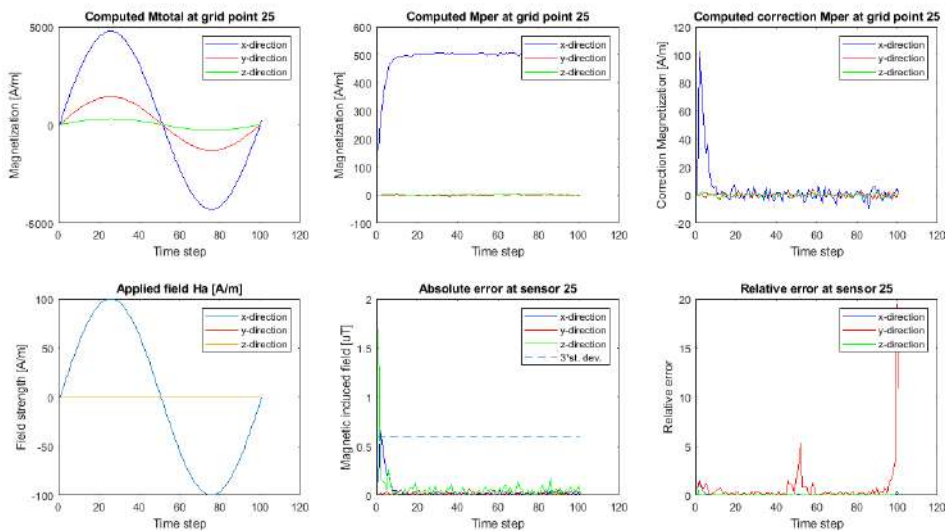 Computed Mtotal at grid point 25
5000
0
-5000
Magnetization [A/m]
x-direction
y-direction
z-direction
0 20 40 60 80 100 120
Time step
Computed Mper at grid point 25
600
500
400
300
200
100
0
-100
Magnetization [A/m]
x-direction
y-direction
z-direction
0 20 40 60 80 100 120
Time step
Computed correction Mper at grid point 25
120
100
80
60
40
20
0
-20
Correction Magnetization [A/m]
x-direction
y-direction
z-direction
0 20 40 60 80 100 120
Time step
Applied field Ha [A/m]
100
50
0
-50
-100
Field strength [A/m]
x-direction
y-direction
z-direction
0 20 40 60 80 100 120
Time step
Absolute error at sensor 25
2
1.5
1
0.5
0
Magnetic induced field [uT]
x-direction
y-direction
z-direction
3*st. dev.
0 20 40 60 80 100 120
Time step
Relative error at sensor 25
20
15
10
5
0
Relative error
x-direction
y-direction
z-direction
0 20 40 60 80 100 120
Time step